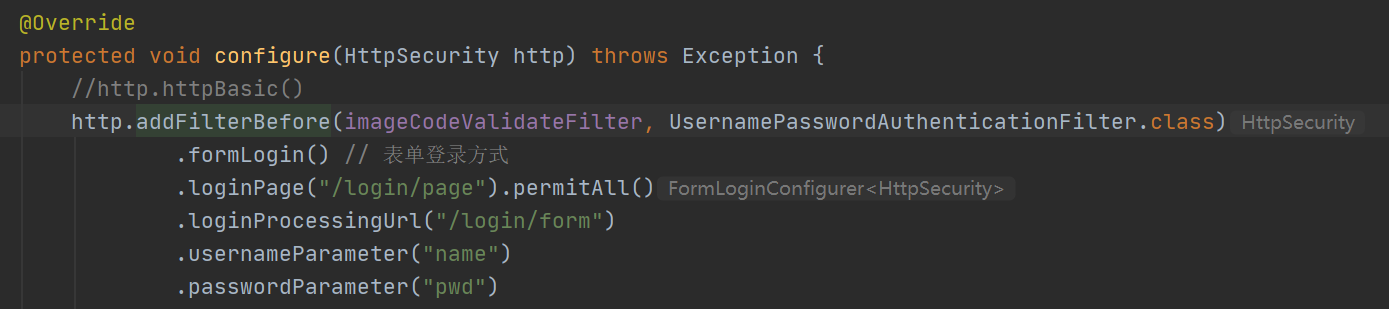 @Override
protected void configure(HttpSecurity http) throws Exception {
//http.httpBasic()
http.addFilterBefore(imageCodeValidateFilter, UsernamePasswordAuthenticationFilter.class) HttpSecurity
.formLogin() // 表单登录方式
.loginPage("/login/page").permitAll() FormLoginConfigurer<HttpSecurity>
.loginProcessingUrl("/login/form")
.usernameParameter("name")
.passwordParameter("pwd")